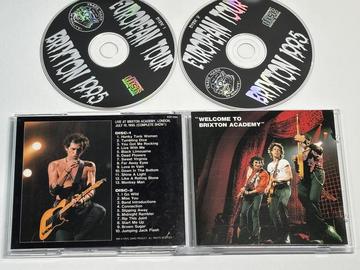 EUROPEAN TOUR
BRIXTON 1995
EUROPEAN TOUR
BRIXTON 1995
LIVE AT BRIXTON ACADEMY, LONDON,
JULY 19, 1995 (COMPLETE SHOW!)
DISC-1
1. Honky Tonk Women
2. Tumbling Dice
3. You Got Me Rocking
4. Live With Me
5. Black Limousine
6. Dead Flowers
7. Sweet Virginia
8. Far Away Eyes
9. Love In Vain
10. Down In The Bottom
11. Shine A Light
12. Like A Rolling Stone
13. Monkey Man
DISC-2
1. I Go Wild
2. Miss You
3. Band Introductions
4. Connection
5. Slipping Away
6. Midnight Rambler
7. Rip This Joint
8. Start Me Up
9. Brown Sugar
10. Jumping Jack Flash
"WELCOME TO
BRIXTON ACADEMY"